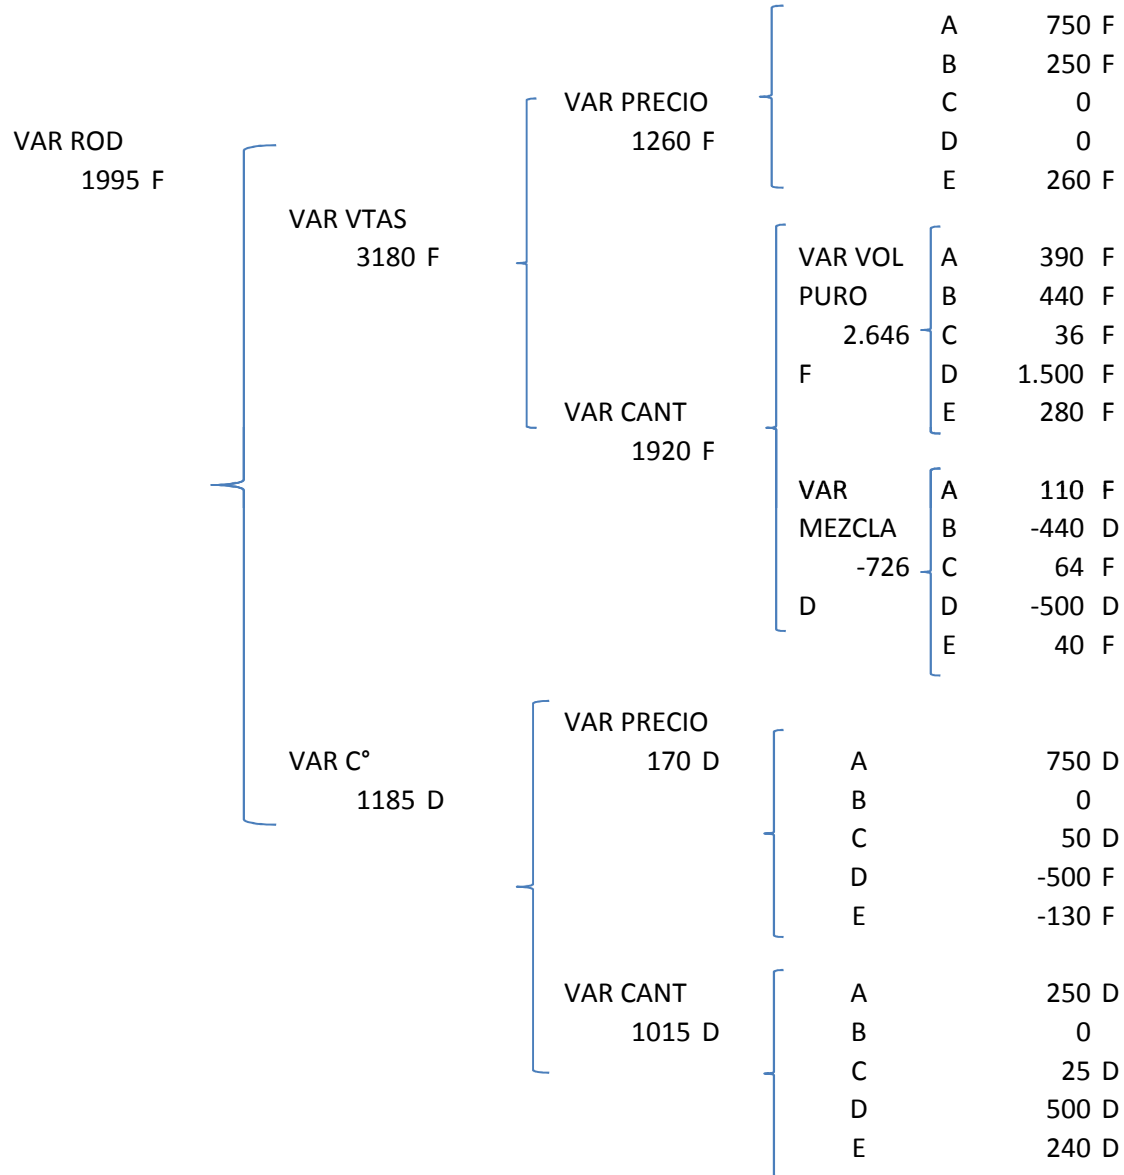 A 750 F
B 250 F
VAR PRECIO C 0
VAR ROD 1260 F D 0
1995 F E 260 F
VAR VTAS
3180 F VAR VOL A 390 F
PURO B 440 F
2.646 C 36 F
F D 1.500 F
VAR CANT E 280 F
1920 F
VAR A 110 F
MEZCLA B -440 D
-726 C 64 F
D D -500 D
E 40 F
VAR PRECIO
VAR C° 170 D A 750 D
1185 D B 0
C 50 D
D -500 F
E -130 F
VAR CANT A 250 D
1015 D B 0
C 25 D
D 500 D
E 240 D